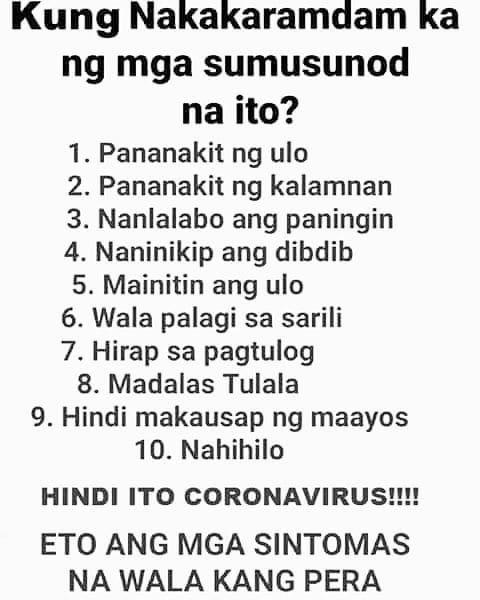 Kung Nakakaramdam ka
ng mga sumusunod
na ito?
1. Pananakit ng ulo
2. Pananakit ng kalamnan
3. Nanlalabo ang paningin
4. Naninikip ang dibdib
5. Mainitin ang ulo
6. Wala palagi sa sarili
7. Hirap sa pagtulog
8. Madalas Tulala
9. Hindi makausap ng maayos
10. Nahihilo
HINDI ITO CORONAVIRUS!!!!
ETO ANG MGA SINTOMAS
NA WALA KANG PERA